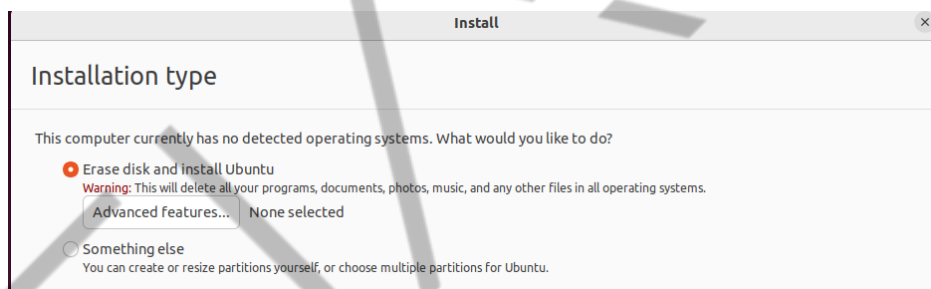 Install
Installation type
This computer currently has no detected operating systems. What would you like to do?
Erase disk and install Ubuntu
Warning: This will delete all your programs, documents, photos, music, and any other files in all operating systems.
Advanced features... None selected
Something else
You can create or resize partitions yourself, or choose multiple partitions for Ubuntu.